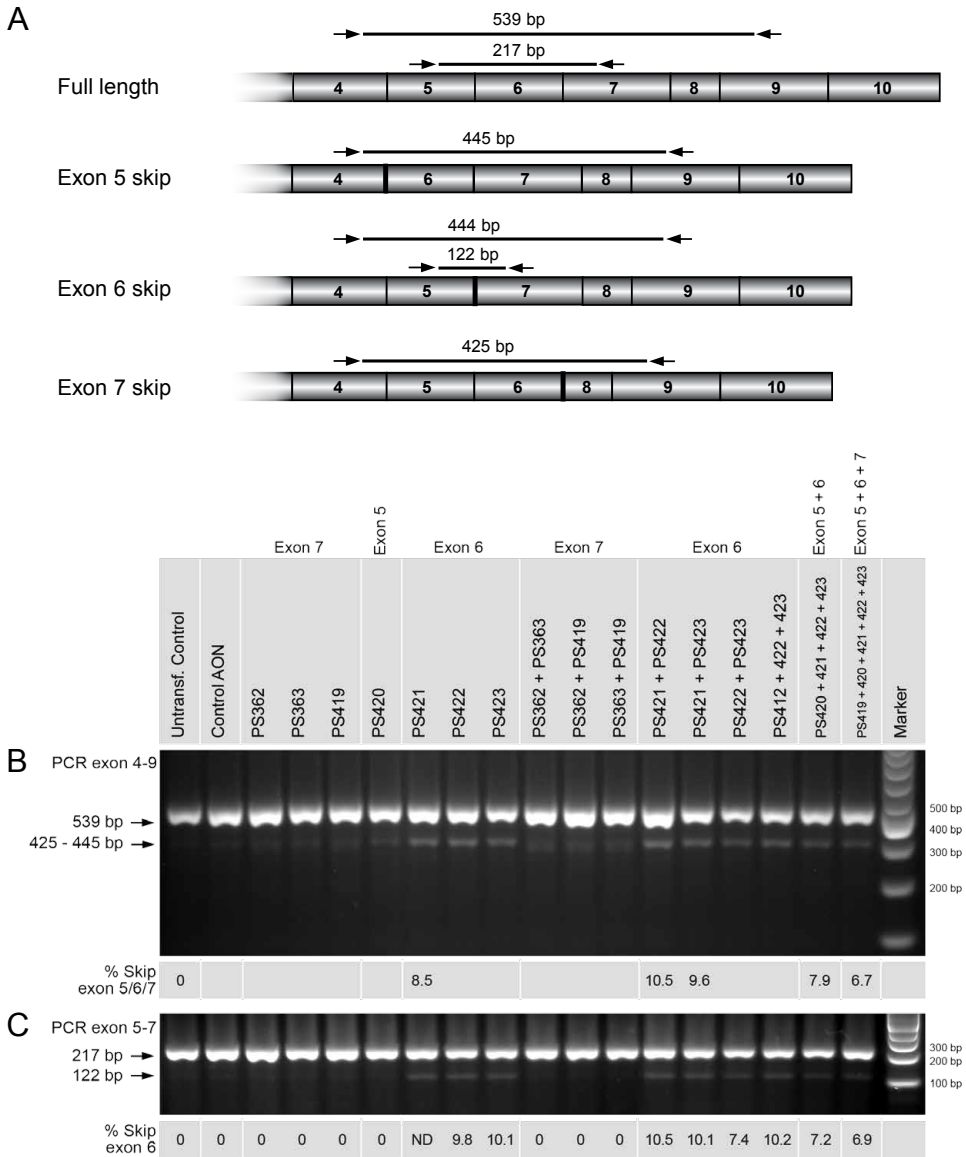 A
539 bp
217 bp
Full length
4 5 6 7 8 9 10
445 bp
Exon 5 skip
4 6 7 8 9 10
444 bp
122 bp
Exon 6 skip
4 5 7 8 9 10
425 bp
Exon 7 skip
4 5 6 8 9 10
Exon 7
Exon 5
Exon 6
Exon 7
Exon 6
Exon 5 + 6
Exon 5 + 6 + 7
Untransf. Control
Control AON
PS362
PS363
PS419
PS420
PS421
PS422
PS423
PS362 + PS363
PS362 + PS419
PS363 + PS419
PS421 + PS422
PS421 + PS423
PS422 + PS423
PS412 + 422 + 423
PS420 + 421 + 422 + 423
PS419 + 420 + 421 + 422 + 423
Marker
B
PCR exon 4-9
539 bp
425 - 445 bp
500 bp
400 bp
300 bp
200 bp
% Skip
exon 5/6/7
0 8.5 10.5 9.6 7.9 6.7
C
PCR exon 5-7
217 bp
122 bp
300 bp
200 bp
100 bp
% Skip
exon 6
0 0 0 0 0 0 ND 9.8 10.1 0 0 0 10.5 10.1 7.4 10.2 7.2 6.9